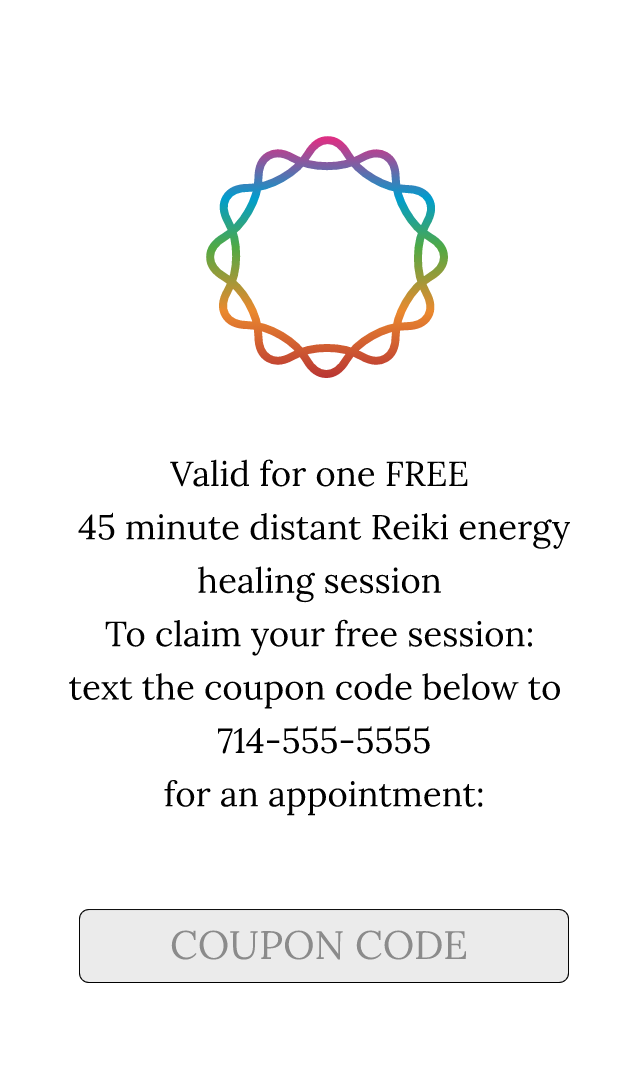 Valid for one FREE
45 minute distant Reiki energy
healing session
To claim your free session:
text the coupon code below to
714-555-5555
for an appointment:
COUPON CODE